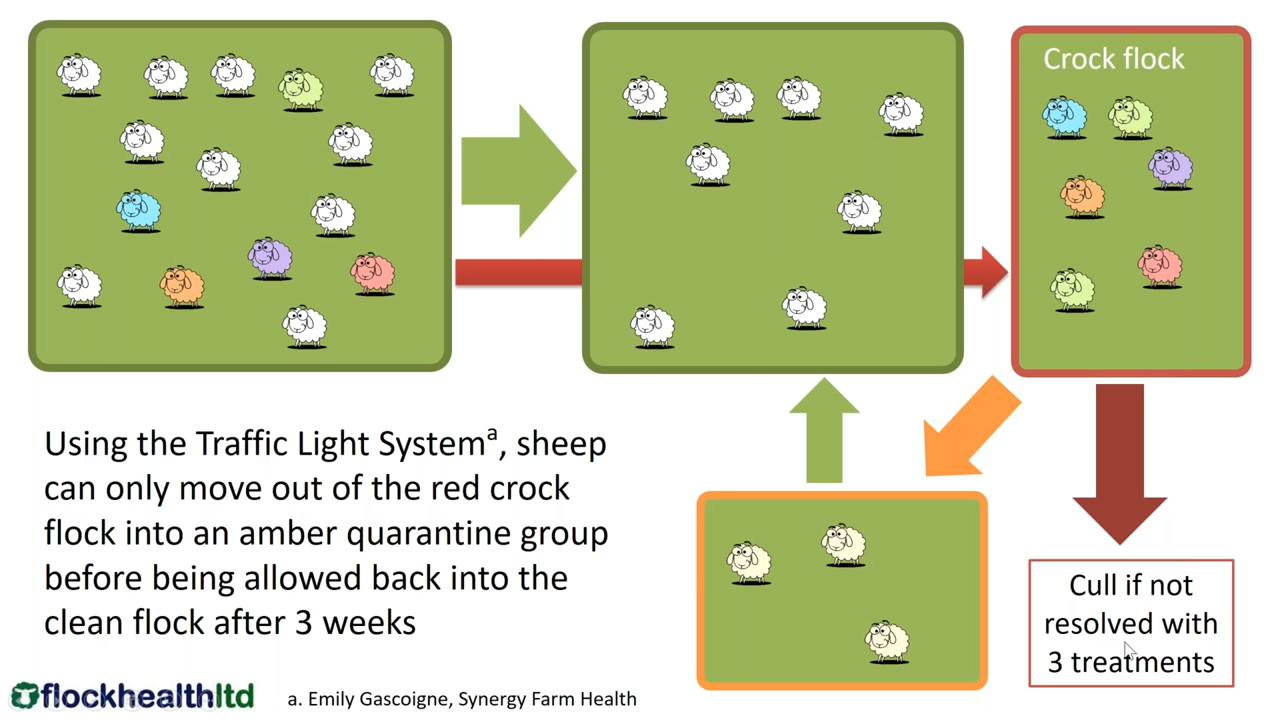 Crock flock
Using the Traffic Light Systemᵃ, sheep
can only move out of the red crock
flock into an amber quarantine group
before being allowed back into the
clean flock after 3 weeks
Cull if not
resolved with
3 treatments
flockhealthltd
a. Emily Gascoigne, Synergy Farm Health